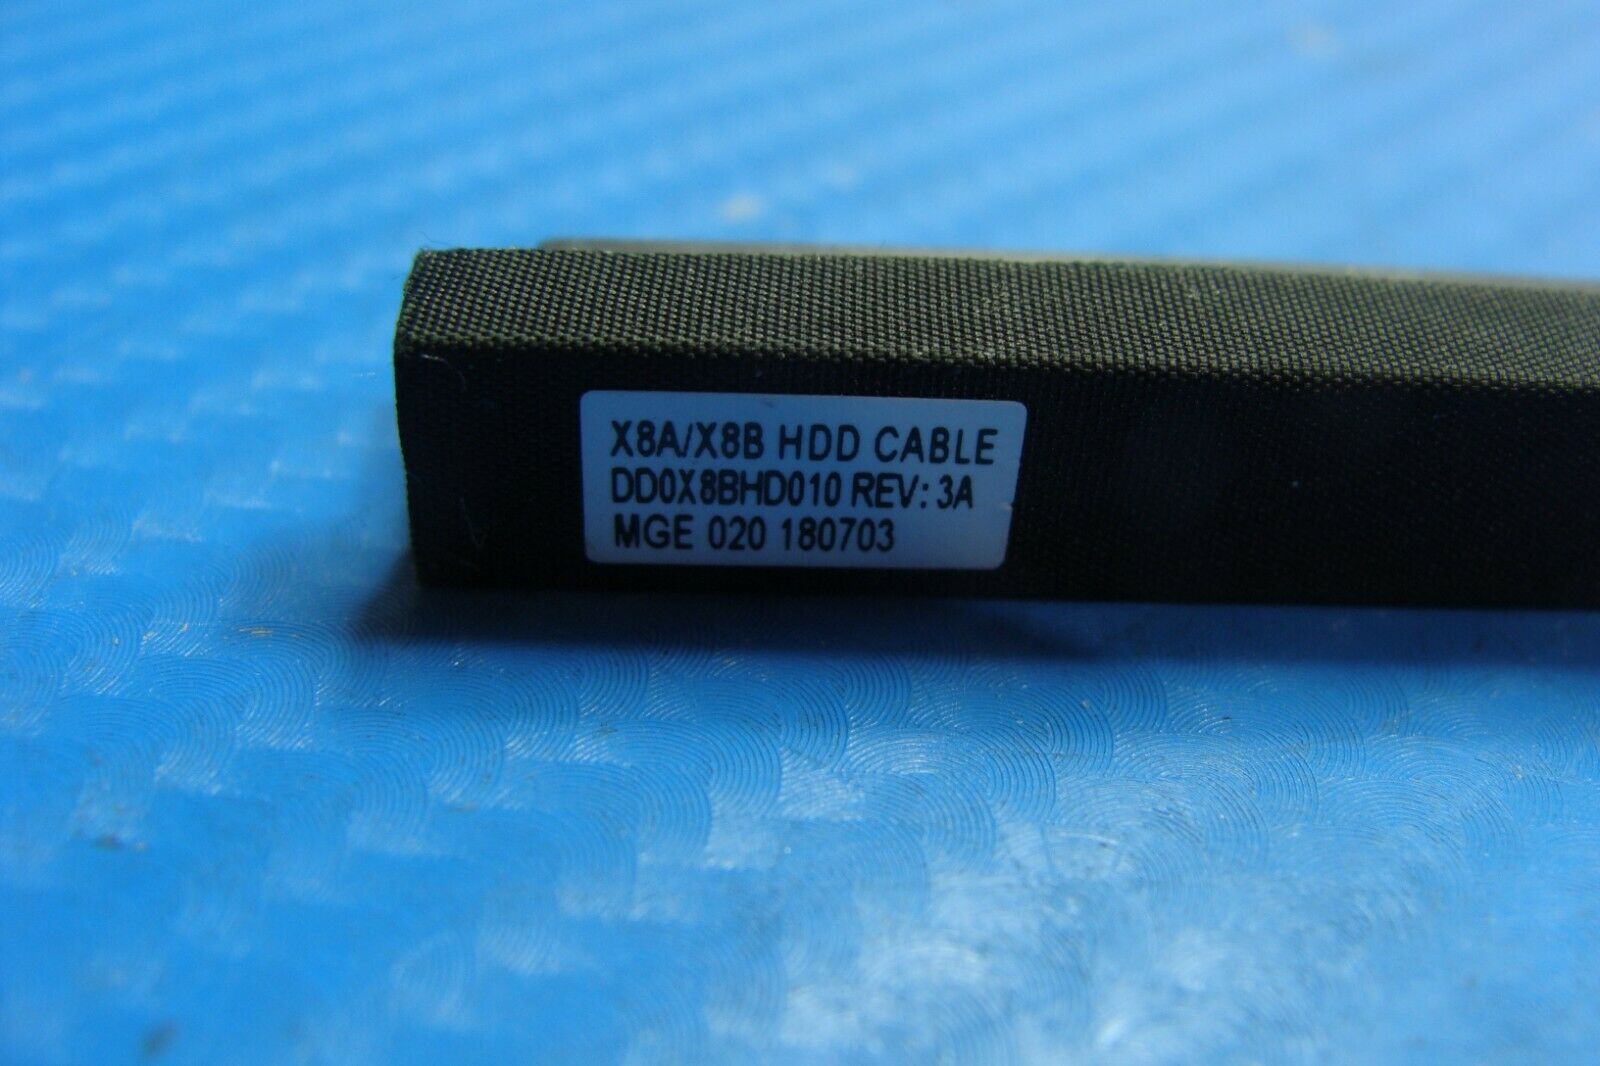 X8A/X8B HDD CABLE
DD0X8BHD010 REV: 3A
MGE 020 180703